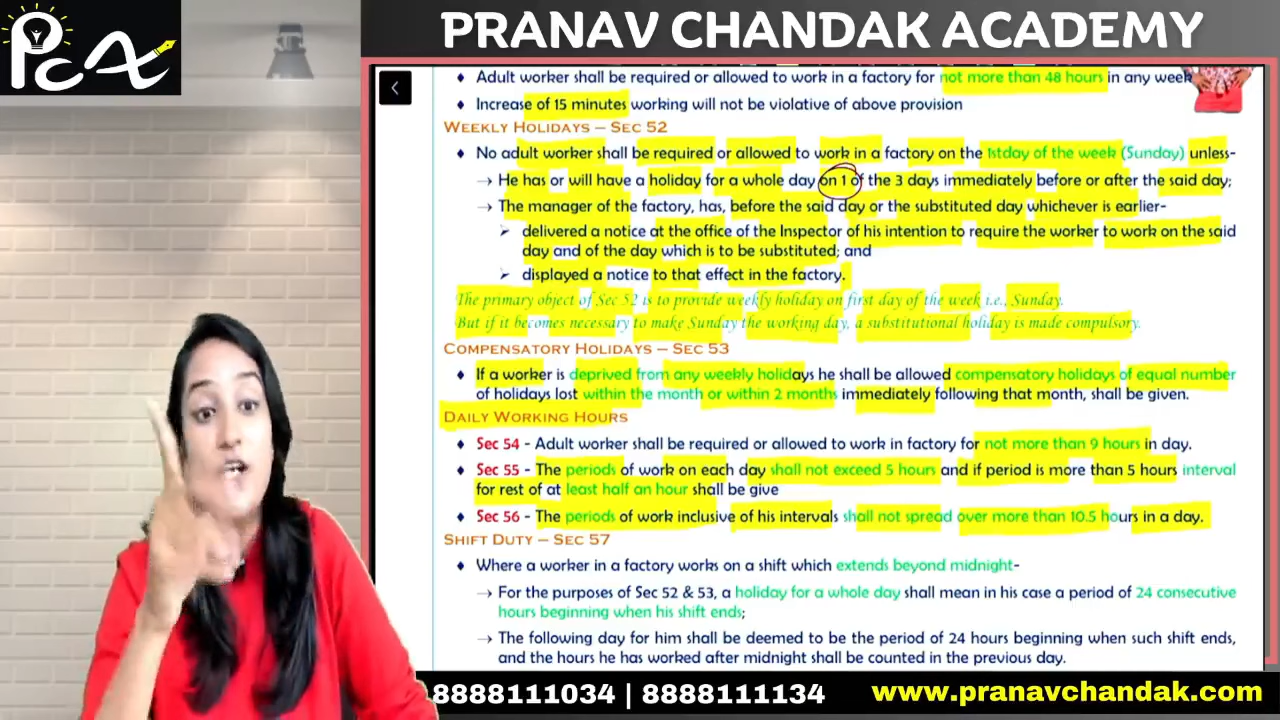 PCA
PRANAV CHANDAK ACADEMY
♦ Adult worker shall be required or allowed to work in a factory for not more than 48 hours in any week
♦ Increase of 15 minutes working will not be violative of above provision
WEEKLY HOLIDAYS – SEC 52
♦ No adult worker shall be required or allowed to work in a factory on the 1stday of the week (Sunday) unless-
→ He has or will have a holiday for a whole day on 1 of the 3 days immediately before or after the said day;
→ The manager of the factory, has, before the said day or the substituted day whichever is earlier-
➢ delivered a notice at the office of the Inspector of his intention to require the worker to work on the said
day and of the day which is to be substituted; and
➢ displayed a notice to that effect in the factory.
The primary object of Sec 52 is to provide weekly holiday on first day of the week i.e., Sunday.
But if it becomes necessary to make Sunday the working day, a substitutional holiday is made compulsory.
COMPENSATORY HOLIDAYS – SEC 53
♦ If a worker is deprived from any weekly holidays he shall be allowed compensatory holidays of equal number
of holidays lost within the month or within 2 months immediately following that month, shall be given.
DAILY WORKING HOURS
♦ Sec 54 - Adult worker shall be required or allowed to work in factory for not more than 9 hours in day.
♦ Sec 55 - The periods of work on each day shall not exceed 5 hours and if period is more than 5 hours interval
for rest of at least half an hour shall be give
♦ Sec 56 - The periods of work inclusive of his intervals shall not spread over more than 10.5 hours in a day.
SHIFT DUTY – SEC 57
♦ Where a worker in a factory works on a shift which extends beyond midnight-
→ For the purposes of Sec 52 & 53, a holiday for a whole day shall mean in his case a period of 24 consecutive
hours beginning when his shift ends;
→ The following day for him shall be deemed to be the period of 24 hours beginning when such shift ends,
and the hours he has worked after midnight shall be counted in the previous day.
8888111034 | 8888111134 www.pranavchandak.com